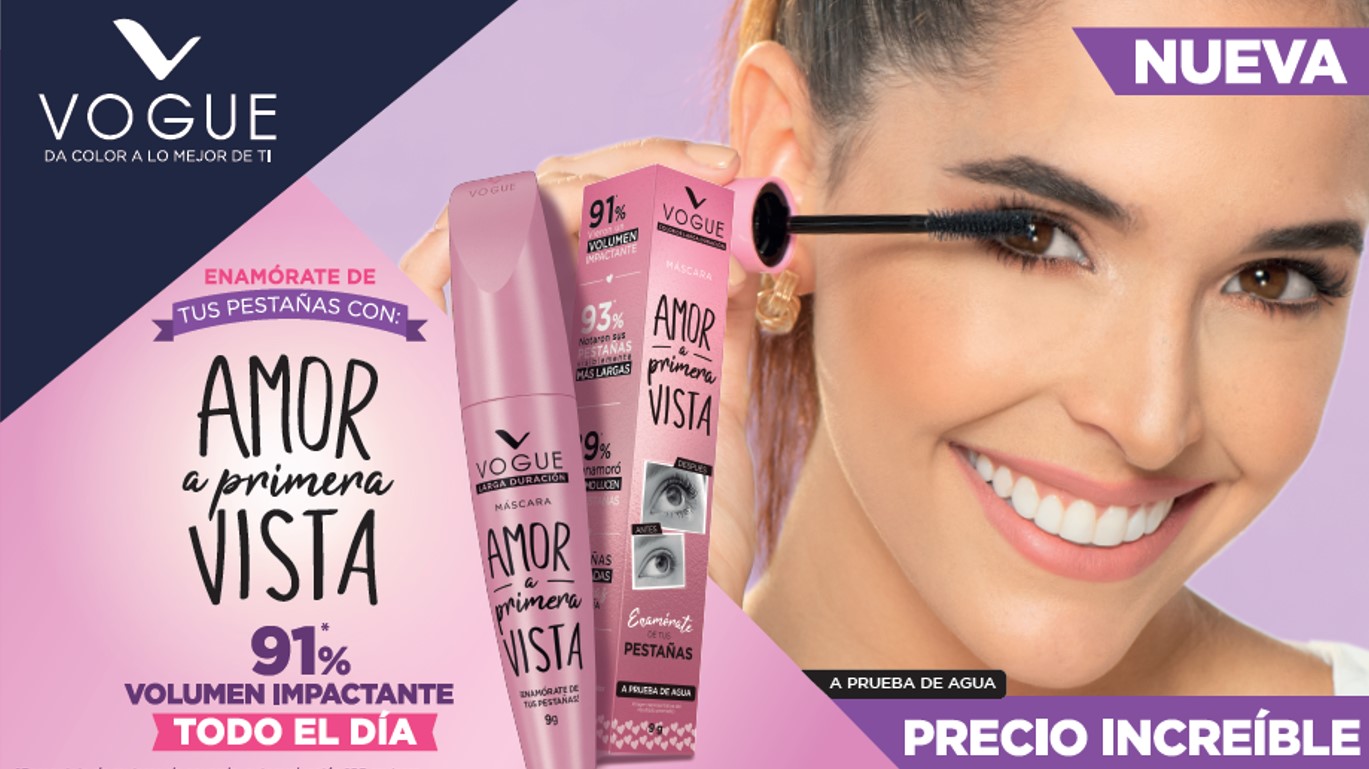 VOGUE
DA COLOR A LO MEJOR DE TI
NUEVA
ENAMÓRATE DE
TUS PESTAÑAS CON:
AMOR
a primera
VISTA
91*%
VOLUMEN IMPACTANTE
TODO EL DÍA
VOGUE
VOGUE
LARGA DURACIÓN
MÁSCARA
AMOR
a
primera
VISTA
ENAMÓRATE DE
TUS PESTAÑAS!
9g
91*%
VOLUMEN
IMPACTANTE
93*%
Notaron sus
PESTAÑAS
visiblemente
MÁS LARGAS
VOGUE
MÁSCARA
AMOR
a
primera
VISTA
DESPUÉS
ANTES
Enamórate
DE TUS
PESTAÑAS
A PRUEBA DE AGUA
9g
A PRUEBA DE AGUA
PRECIO INCREÍBLE